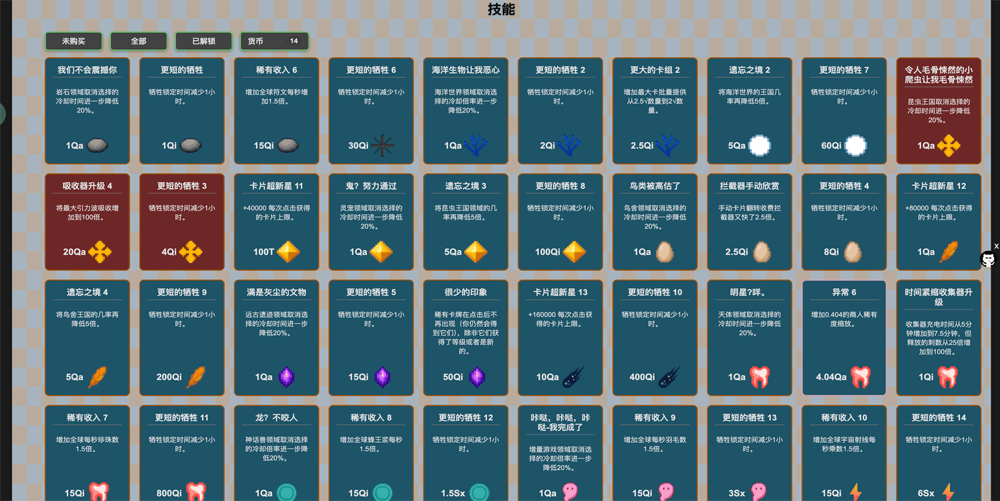 技能
未购买
全部
已解锁
货币 14
我们不会震撼你
岩石领域取消选择的
冷却时间进一步降低
20%。
1Qa
更短的牺牲
牺牲锁定时间减少1小
时。
1Qi
稀有收入 6
增加全球符文每秒增
加1.5倍。
15Qi
更短的牺牲 6
牺牲锁定时间减少1小
时。
30Qi
海洋生物让我恶心
海洋世界领域取消选择
的冷却倍率进一步
降低20%。
1Qa
更短的牺牲 2
牺牲锁定时间减少1小
时。
2Qi
更大的卡组 2
增加最大卡批量提供
从2.5√数量到2√数
量。
2.5Qi
遗忘之境 2
将海洋世界的王国几
率再降低5倍。
5Qa
更短的牺牲 7
牺牲锁定时间减少1小
时。
60Qi
令人毛骨悚然的小
爬虫让我毛骨悚然
昆虫王国取消选择的
冷却时间进一步降低
20%。
1Qa
吸收器升级 4
将最大引力波吸收增
加到100倍。
20Qa
更短的牺牲 3
牺牲锁定时间减少1小
时。
4Qi
卡片超新星 11
+40000 每次点击获得
的卡片上限。
100T
鬼？努力通过
灵宠领域取消选择的
冷却时间进一步降低
20%。
1Qa
遗忘之境 3
将昆虫王国领域的几
率再降低5倍。
5Qa
更短的牺牲 8
牺牲锁定时间减少1小
时。
100Qi
鸟类被高估了
鸟舍领域取消选择的
冷却时间进一步降低
20%。
1Qa
拦截器手动欣赏
手动卡片翻转收费拦
截器又快了2.5倍。
2.5Qi
更短的牺牲 4
牺牲锁定时间减少1小
时。
8Qi
卡片超新星 12
+80000 每次点击获得
的卡片上限。
1Qa
遗忘之境 4
将鸟舍王国的几率再
降低5倍。
5Qa
更短的牺牲 9
牺牲锁定时间减少1小
时。
200Qi
满是灰尘的文物
远古遗迹领域取消选
择的冷却时间进一步
降低20%。
1Qa
更短的牺牲 5
牺牲锁定时间减少1小
时。
15Qi
很少的印象
稀有卡牌在点击后不
再出现（你仍然会得
到它们），除非它们获
得了等级或者是新
的。
50Qi
卡片超新星 13
+160000 每次点击获
得的卡片上限。
10Qa
更短的牺牲 10
牺牲锁定时间减少1小
时。
400Qi
明星?咩。
天体领域取消选择的
冷却时间进一步降低
20%。
1Qa
异常 6
增加0.404的商人稀有
度缩放。
4.04Qa
时间紧缩收集器升
级
收集器充电时间从5分
钟增加到7.5分钟，但
释放的刺数从25倍增
加到100倍。
1Qi
稀有收入 7
增加全球每秒珍珠数
1.5倍。
15Qi
更短的牺牲 11
牺牲锁定时间减少1小
时。
800Qi
龙？不咬人
神话兽领域取消选择
的冷却倍率进一步降
低20%。
1Qa
稀有收入 8
增加全球蜂王浆每秒
1.5倍。
15Qi
更短的牺牲 12
牺牲锁定时间减少1小
时。
1.5Sx
咔哒，咔哒，咔
哒-我完成了
增量游戏领域取消选
择的冷却倍率进一步
降低20%。
1Qa
稀有收入 9
增加全球每秒羽毛数
1.5倍。
15Qi
更短的牺牲 13
牺牲锁定时间减少1小
时。
3Sx
稀有收入 10
增加全球宇宙射线每
秒乘数1.5倍。
15Qi
更短的牺牲 14
牺牲锁定时间减少1小
时。
6Sx
X